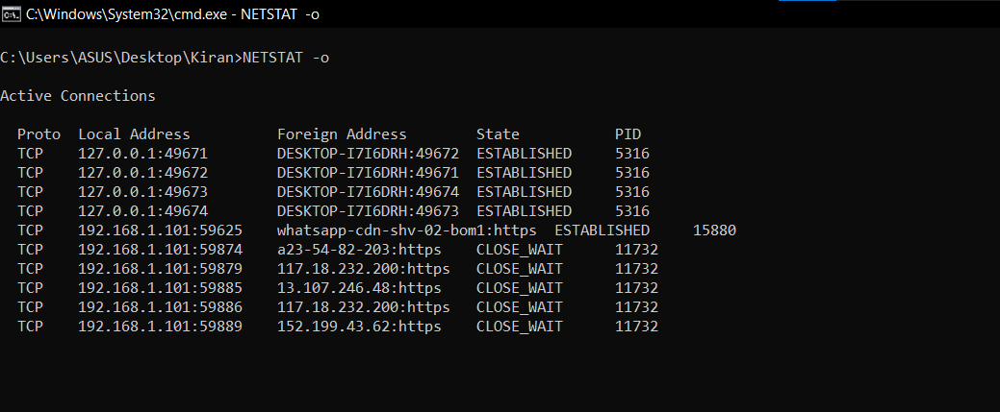 C:\Windows\System32\cmd.exe - NETSTAT -o
C:\Users\ASUS\Desktop\Kiran>NETSTAT -o
Active Connections
Proto  Local Address          Foreign Address        State           PID
TCP    127.0.0.1:49671        DESKTOP-I7I6DRH:49672  ESTABLISHED     5316
TCP    127.0.0.1:49672        DESKTOP-I7I6DRH:49671  ESTABLISHED     5316
TCP    127.0.0.1:49673        DESKTOP-I7I6DRH:49674  ESTABLISHED     5316
TCP    127.0.0.1:49674        DESKTOP-I7I6DRH:49673  ESTABLISHED     5316
TCP    192.168.1.101:59625    whatsapp-cdn-shv-02-bom1:https  ESTABLISHED     15880
TCP    192.168.1.101:59874    a23-54-82-203:https    CLOSE_WAIT      11732
TCP    192.168.1.101:59879    117.18.232.200:https   CLOSE_WAIT      11732
TCP    192.168.1.101:59885    13.107.246.48:https    CLOSE_WAIT      11732
TCP    192.168.1.101:59886    117.18.232.200:https   CLOSE_WAIT      11732
TCP    192.168.1.101:59889    152.199.43.62:https    CLOSE_WAIT      11732